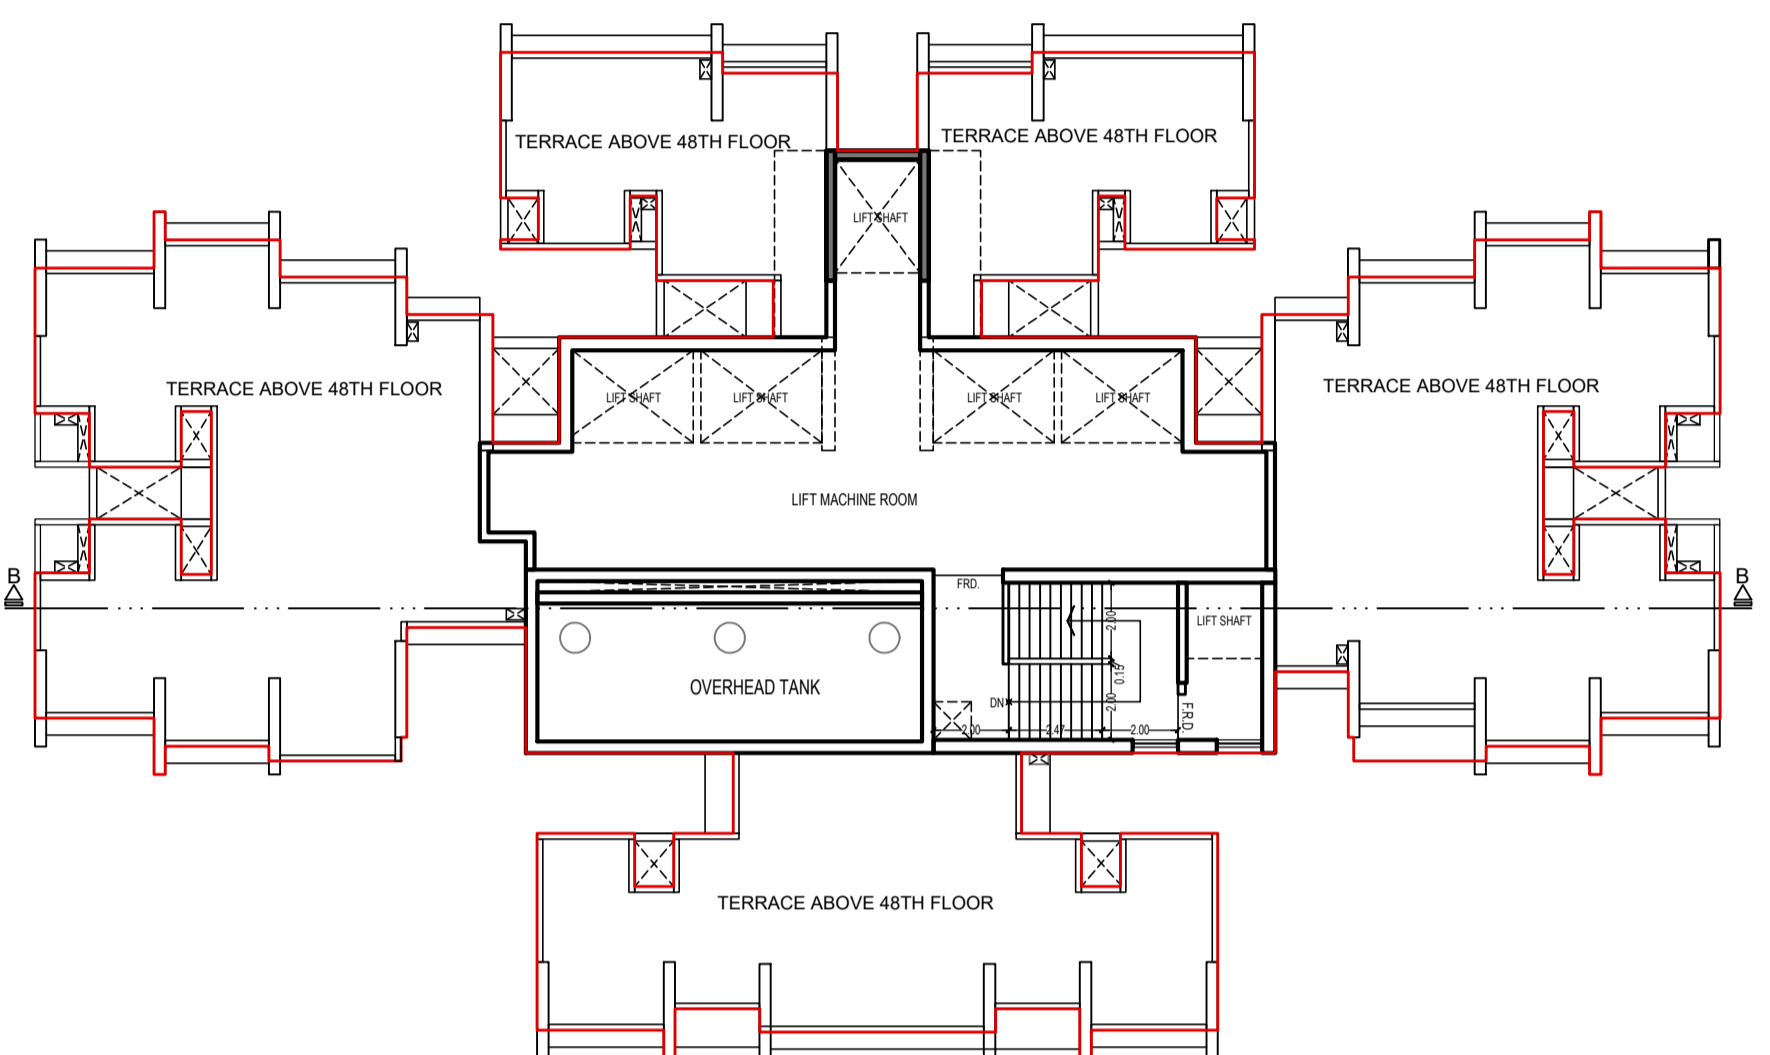 TERRACE ABOVE 48TH FLOOR
TERRACE ABOVE 48TH FLOOR
LIFT SHAFT
TERRACE ABOVE 48TH FLOOR
TERRACE ABOVE 48TH FLOOR
LIFT SHAFT
LIFT SHAFT
LIFT SHAFT
LIFT SHAFT
LIFT MACHINE ROOM
B
B
FRD.
2.00
LIFT SHAFT
0.15
OVERHEAD TANK
DN
2.00
F.R.D.
2.00
2.47
2.00
TERRACE ABOVE 48TH FLOOR